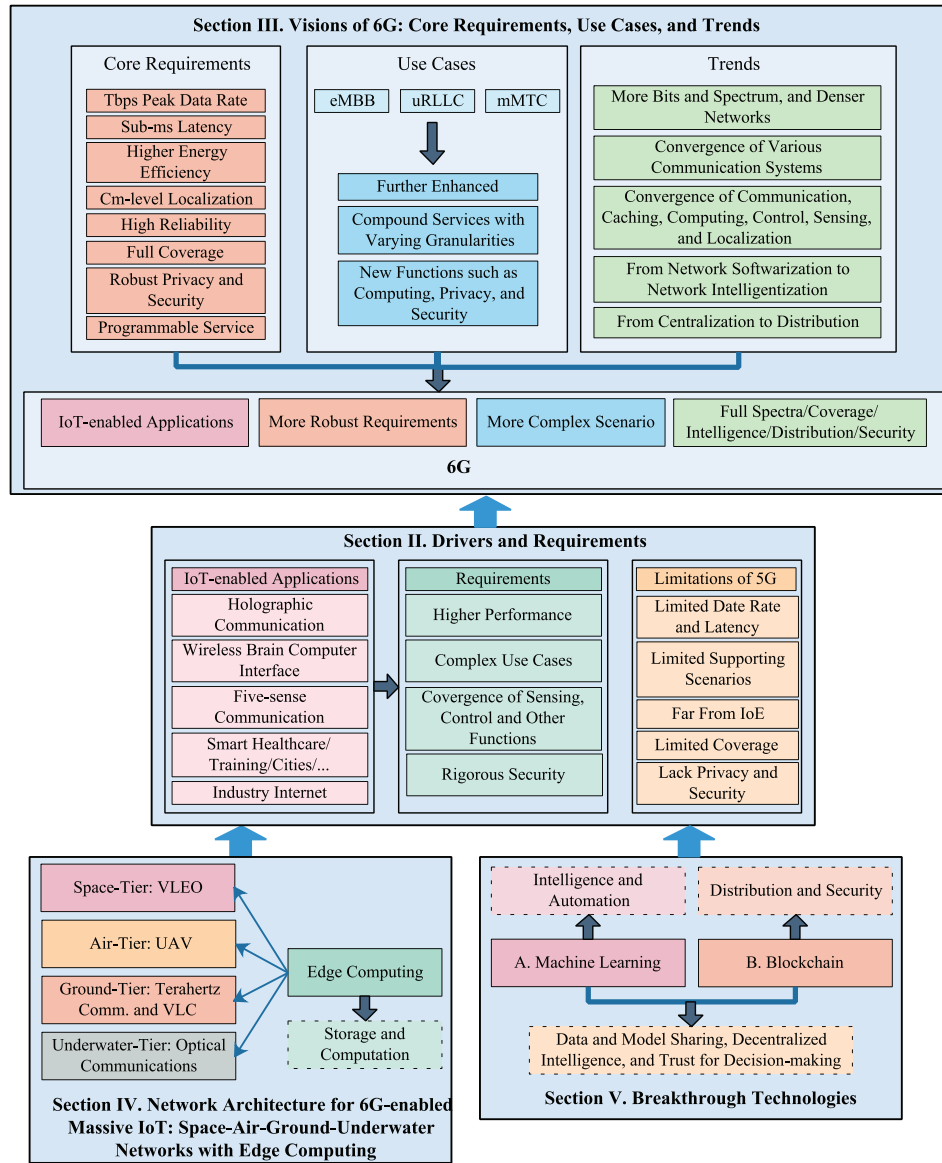 Section III. Visions of 6G: Core Requirements, Use Cases, and Trends
Core Requirements
Tbps Peak Data Rate
Sub-ms Latency
Higher Energy
Efficiency
Cm-level Localization
High Reliability
Full Coverage
Robust Privacy and
Security
Programmable Service
Use Cases
eMBB
uRLLC
mMTC
Further Enhanced
Compound Services with
Varying Granularities
New Functions such as
Computing, Privacy, and
Security
Trends
More Bits and Spectrum, and Denser
Networks
Convergence of Various
Communication Systems
Convergence of Communication,
Caching, Computing, Control, Sensing,
and Localization
From Network Softwarization to
Network Intelligentization
From Centralization to Distribution
IoT-enabled Applications
More Robust Requirements
More Complex Scenario
Full Spectra/Coverage/
Intelligence/Distribution/Security
6G
Section II. Drivers and Requirements
IoT-enabled Applications
Holographic
Communication
Wireless Brain Computer
Interface
Five-sense
Communication
Smart Healthcare/
Training/Cities/...
Industry Internet
Requirements
Higher Performance
Complex Use Cases
Covergence of Sensing,
Control and Other
Functions
Rigorous Security
Limitations of 5G
Limited Date Rate
and Latency
Limited Supporting
Scenarios
Far From IoE
Limited Coverage
Lack Privacy and
Security
Space-Tier: VLEO
Air-Tier: UAV
Ground-Tier: Terahertz
Comm. and VLC
Underwater-Tier: Optical
Communications
Edge Computing
Storage and
Computation
Section IV. Network Architecture for 6G-enabled
Massive IoT: Space-Air-Ground-Underwater
Networks with Edge Computing
Intelligence and
Automation
Distribution and Security
A. Machine Learning
B. Blockchain
Data and Model Sharing, Decentralized
Intelligence, and Trust for Decision-making
Section V. Breakthrough Technologies